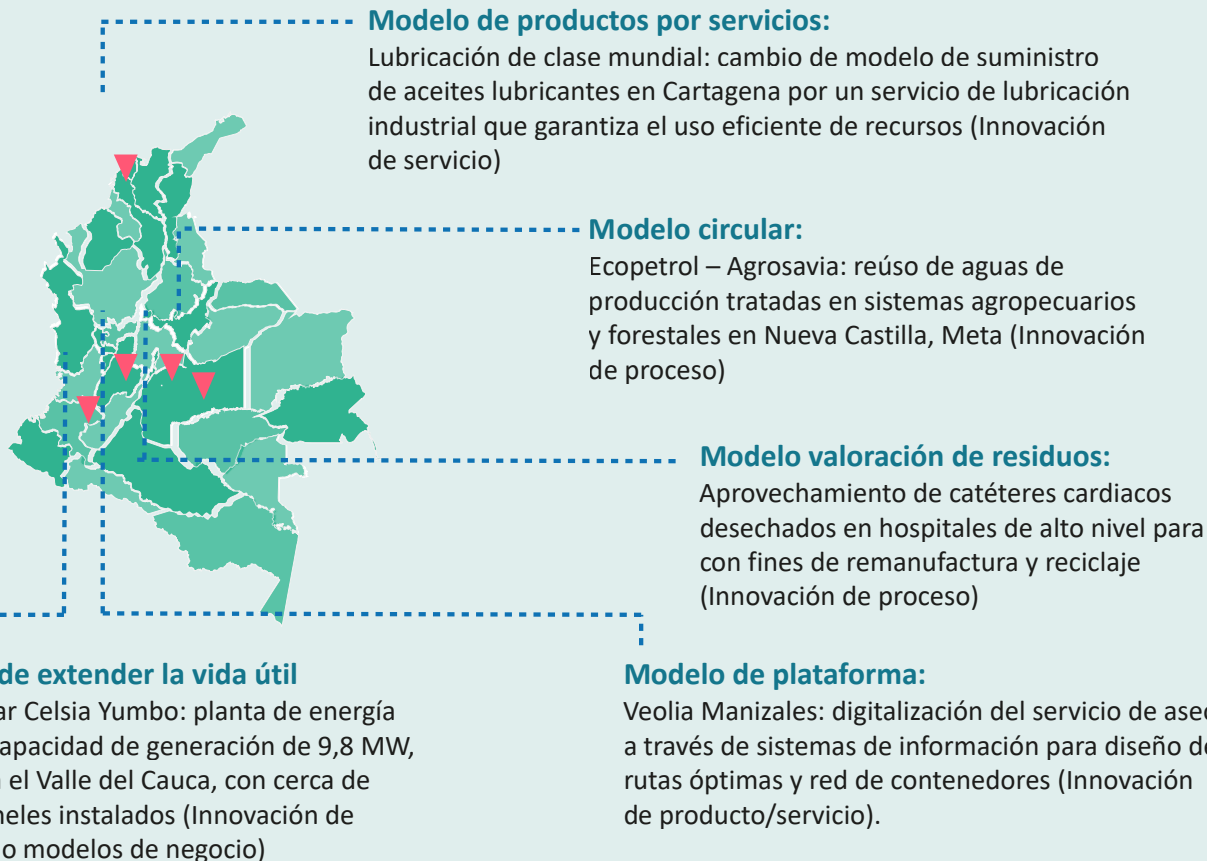 Modelo de productos por servicios:
Lubricación de clase mundial: cambio de modelo de suministro
de aceites lubricantes en Cartagena por un servicio de lubricación
industrial que garantiza el uso eficiente de recursos (Innovación
de servicio)
Modelo circular:
Ecopetrol – Agrosavia: reúso de aguas de
producción tratadas en sistemas agropecuarios
y forestales en Nueva Castilla, Meta (Innovación
de proceso)
Modelo valoración de residuos:
Aprovechamiento de catéteres cardiacos
desechados en hospitales de alto nivel para
con fines de remanufactura y reciclaje
(Innovación de proceso)
de extender la vida útil
Celsia Yumbo: planta de energía
capacidad de generación de 9,8 MW,
el Valle del Cauca, con cerca de
instalados (Innovación de
o modelos de negocio)
Modelo de plataforma:
Veolia Manizales: digitalización del servicio de
a través de sistemas de información para diseño
rutas óptimas y red de contenedores (Innovación
de producto/servicio).